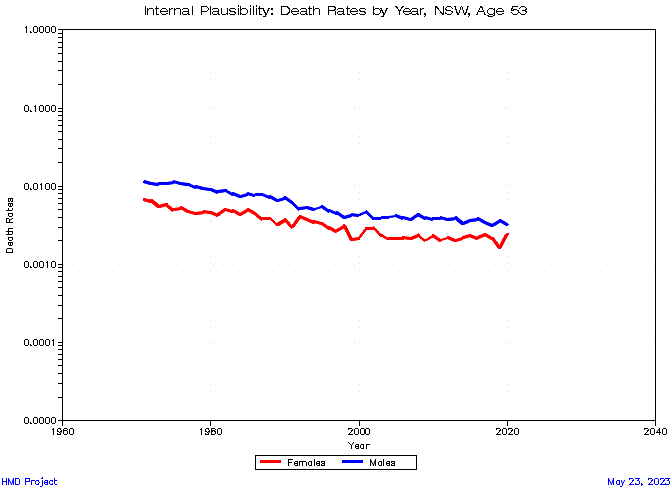 Internal Plausibility: Death Rates by Year, NSW, Age 53
1.0000
0.1000
0.0100
0.0010
0.0001
0.0000
Death Rates
1960
1980
2000
2020
2040
Year
Females
Males
HMD Project
May 23, 2023